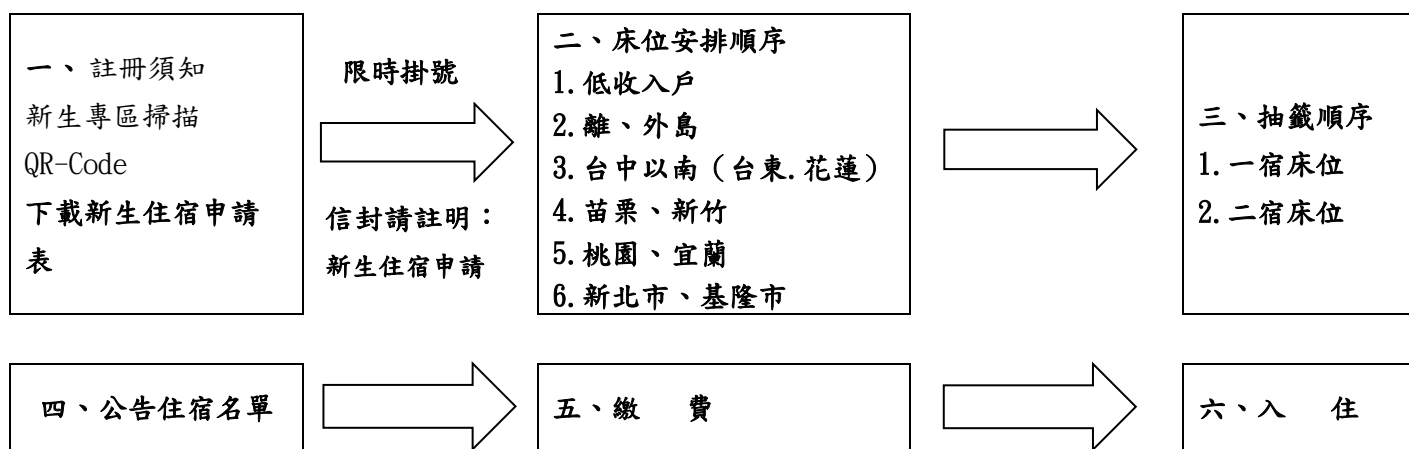 一、註冊須知
新生專區掃描
QR-Code
下載新生住宿申請
表
限時掛號
信封請註明：
新生住宿申請
二、床位安排順序
1.低收入戶
2.離、外島
3.台中以南（台東.花蓮）
4.苗栗、新竹
5.桃園、宜蘭
6.新北市、基隆市
三、抽籤順序
1.一宿床位
2.二宿床位
四、公告住宿名單
五、繳　費
六、入　住